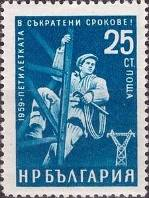 1959-ПЕТИЛЕТКАТА
В СЪКРАТЕНИ СРОКОВЕ!
25
СТ.
ПОЩА
НР БЪЛГАРИЯ